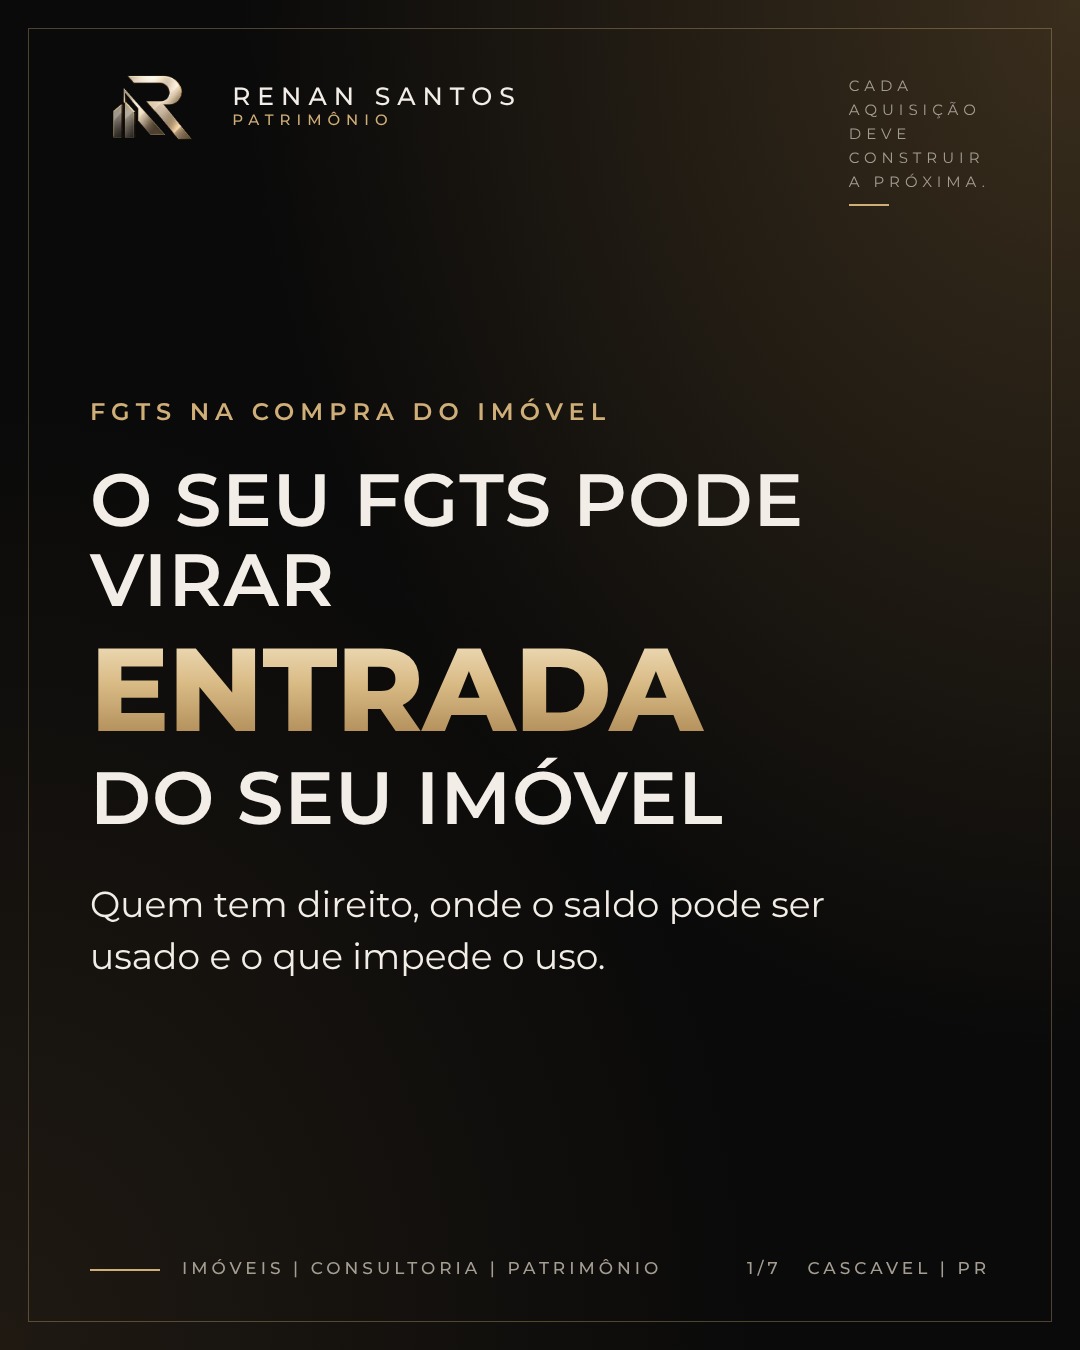 RENAN SANTOS
PATRIMÔNIO
CADA
AQUISIÇÃO
DEVE
CONSTRUIR
A PRÓXIMA.
FGTS NA COMPRA DO IMÓVEL
O SEU FGTS PODE
VIRAR
ENTRADA
DO SEU IMÓVEL
Quem tem direito, onde o saldo pode ser
usado e o que impede o uso.
IMÓVEIS | CONSULTORIA | PATRIMÔNIO
1/7 CASCAVEL | PR